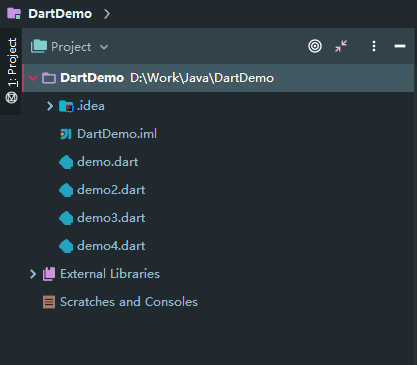 DartDemo
Project
1: Project
DartDemo D:\Work\Java\DartDemo
.idea
DartDemo.iml
demo.dart
demo2.dart
demo3.dart
demo4.dart
External Libraries
Scratches and Consoles